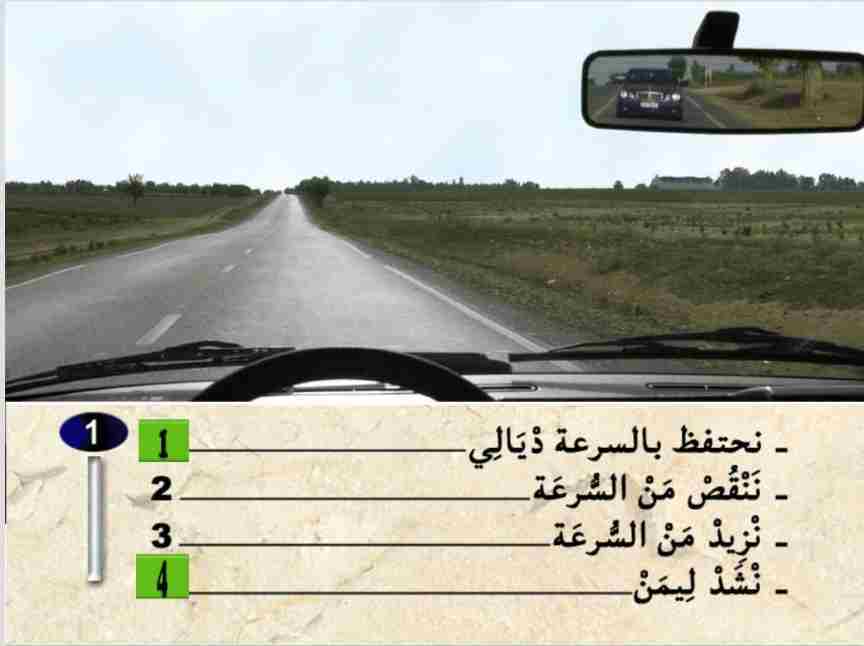 1
- نحتفظ بالسرعة دْيَالِي 1
- نَنْقُصْ مَنْ السُّرعَة 2
- نْزِيدْ مَنْ السُّرعَة 3
- نْشَدْ لِيمَنْ 4